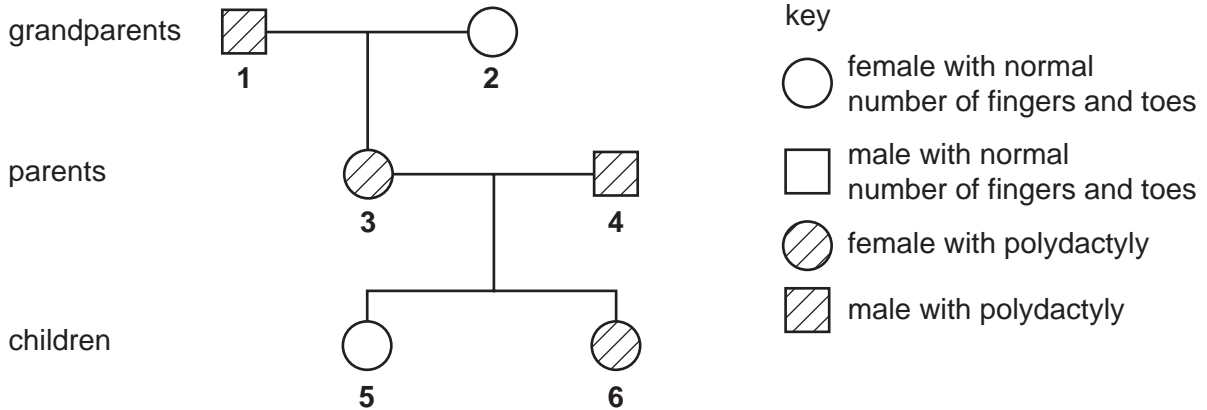 grandparents
1
2
parents
3
4
children
5
6
key
female with normal
number of fingers and toes
male with normal
number of fingers and toes
female with polydactyly
male with polydactyly